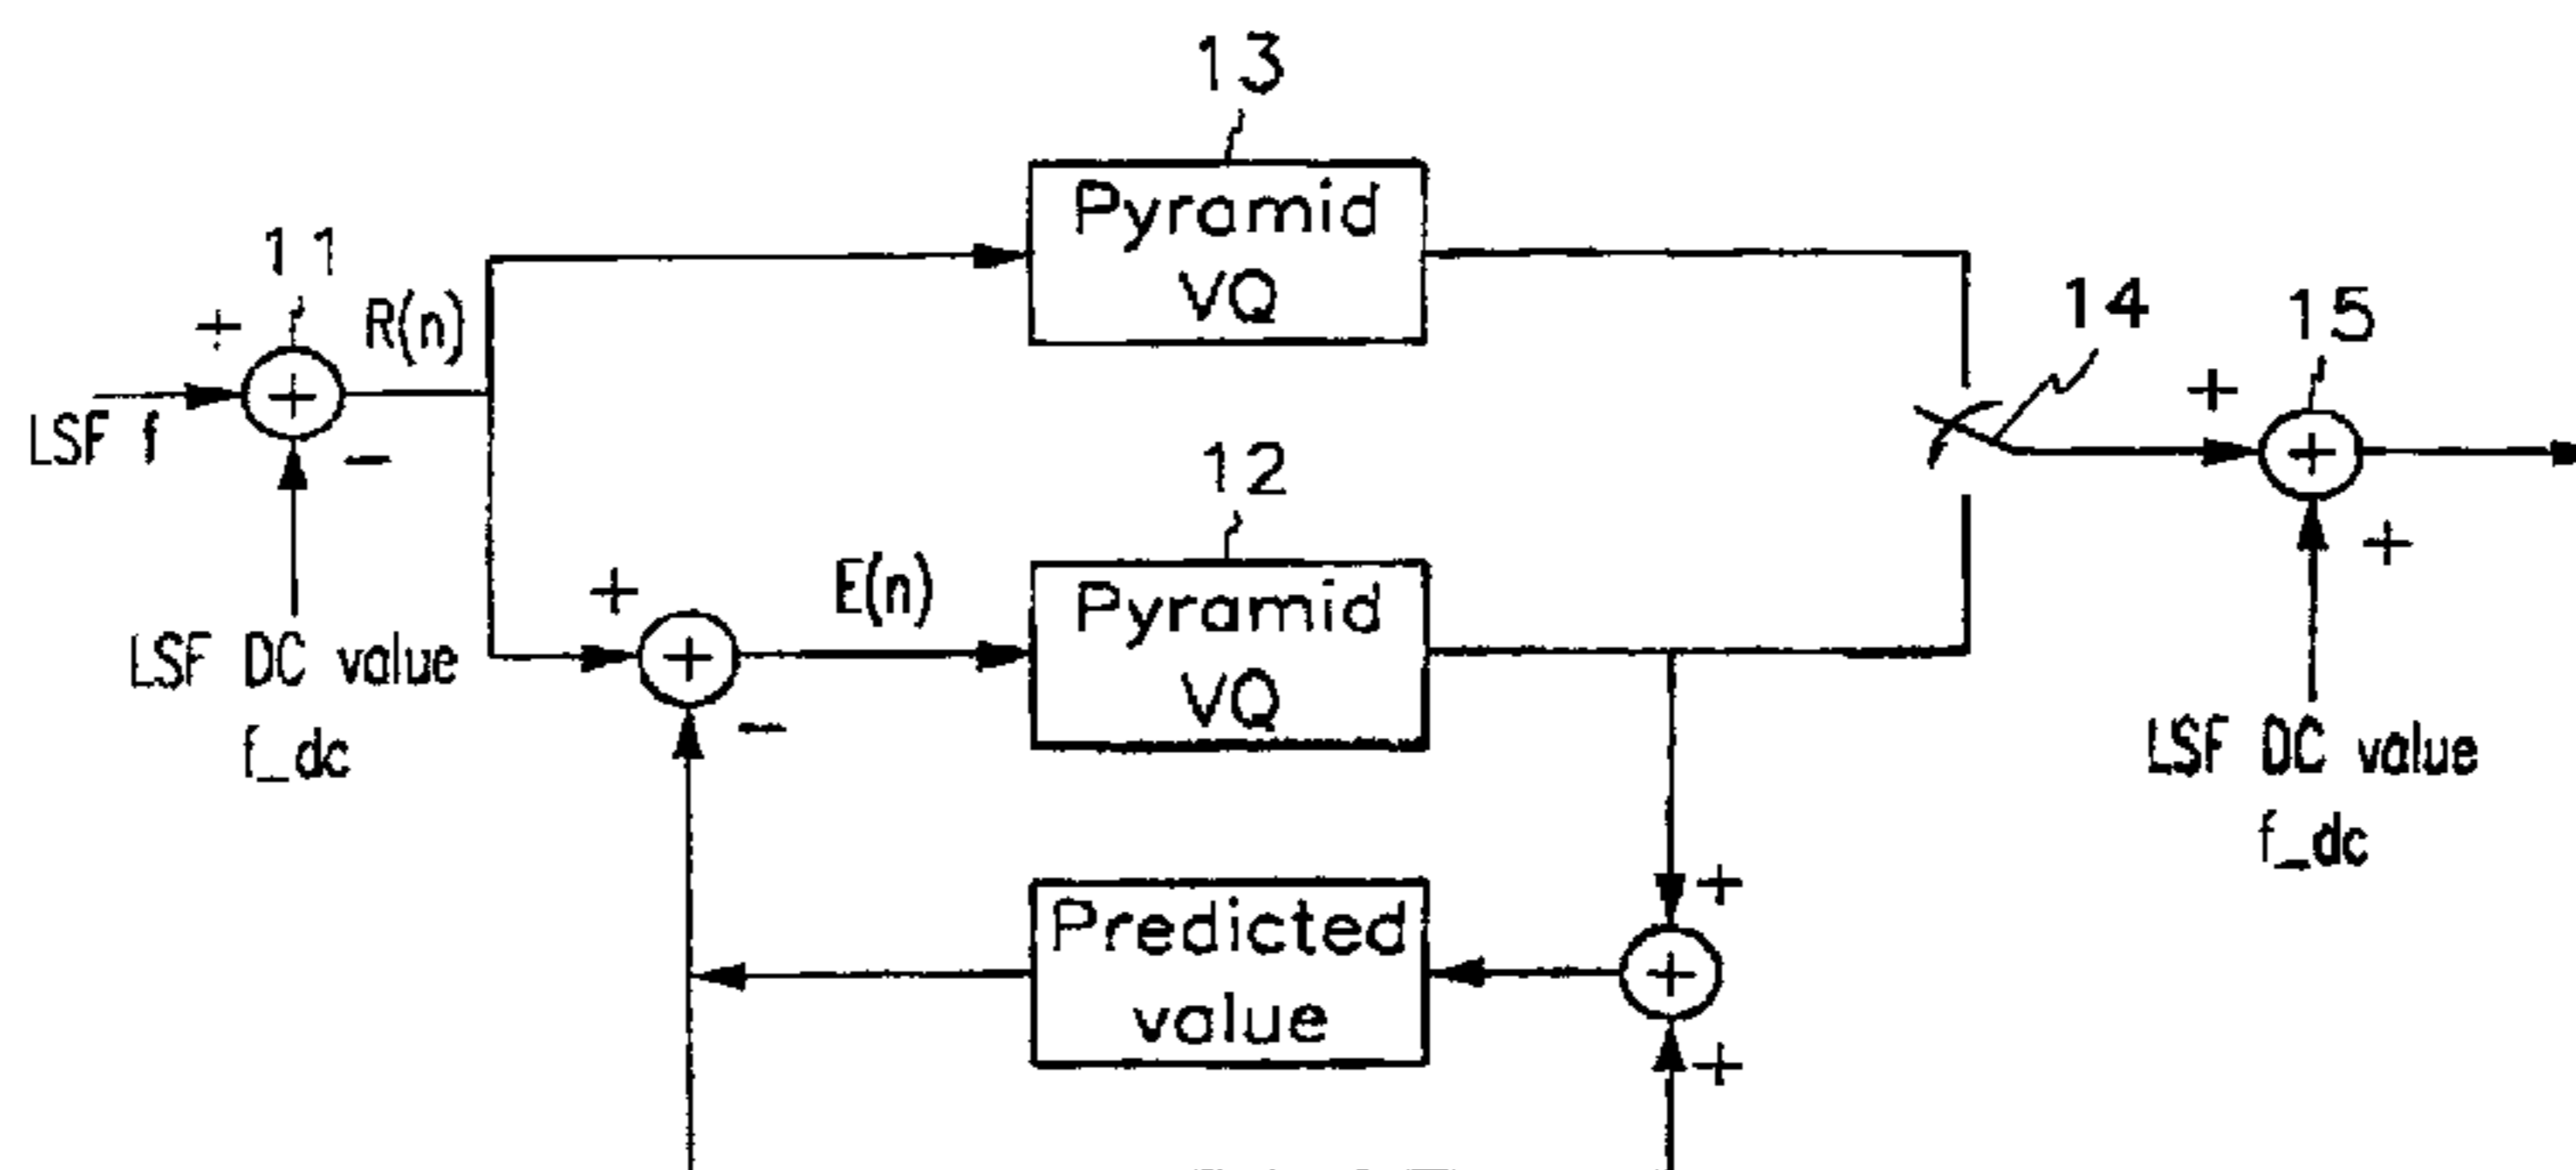 13
Pyramid
VQ
11
+
R(n)
14
15
+
+
LSF f
-
+
12
+
E(n)
Pyramid
VQ
+
+
LSF DC value
f_dc
-
LSF DC value
f_dc
+
Predicted
value
+
+